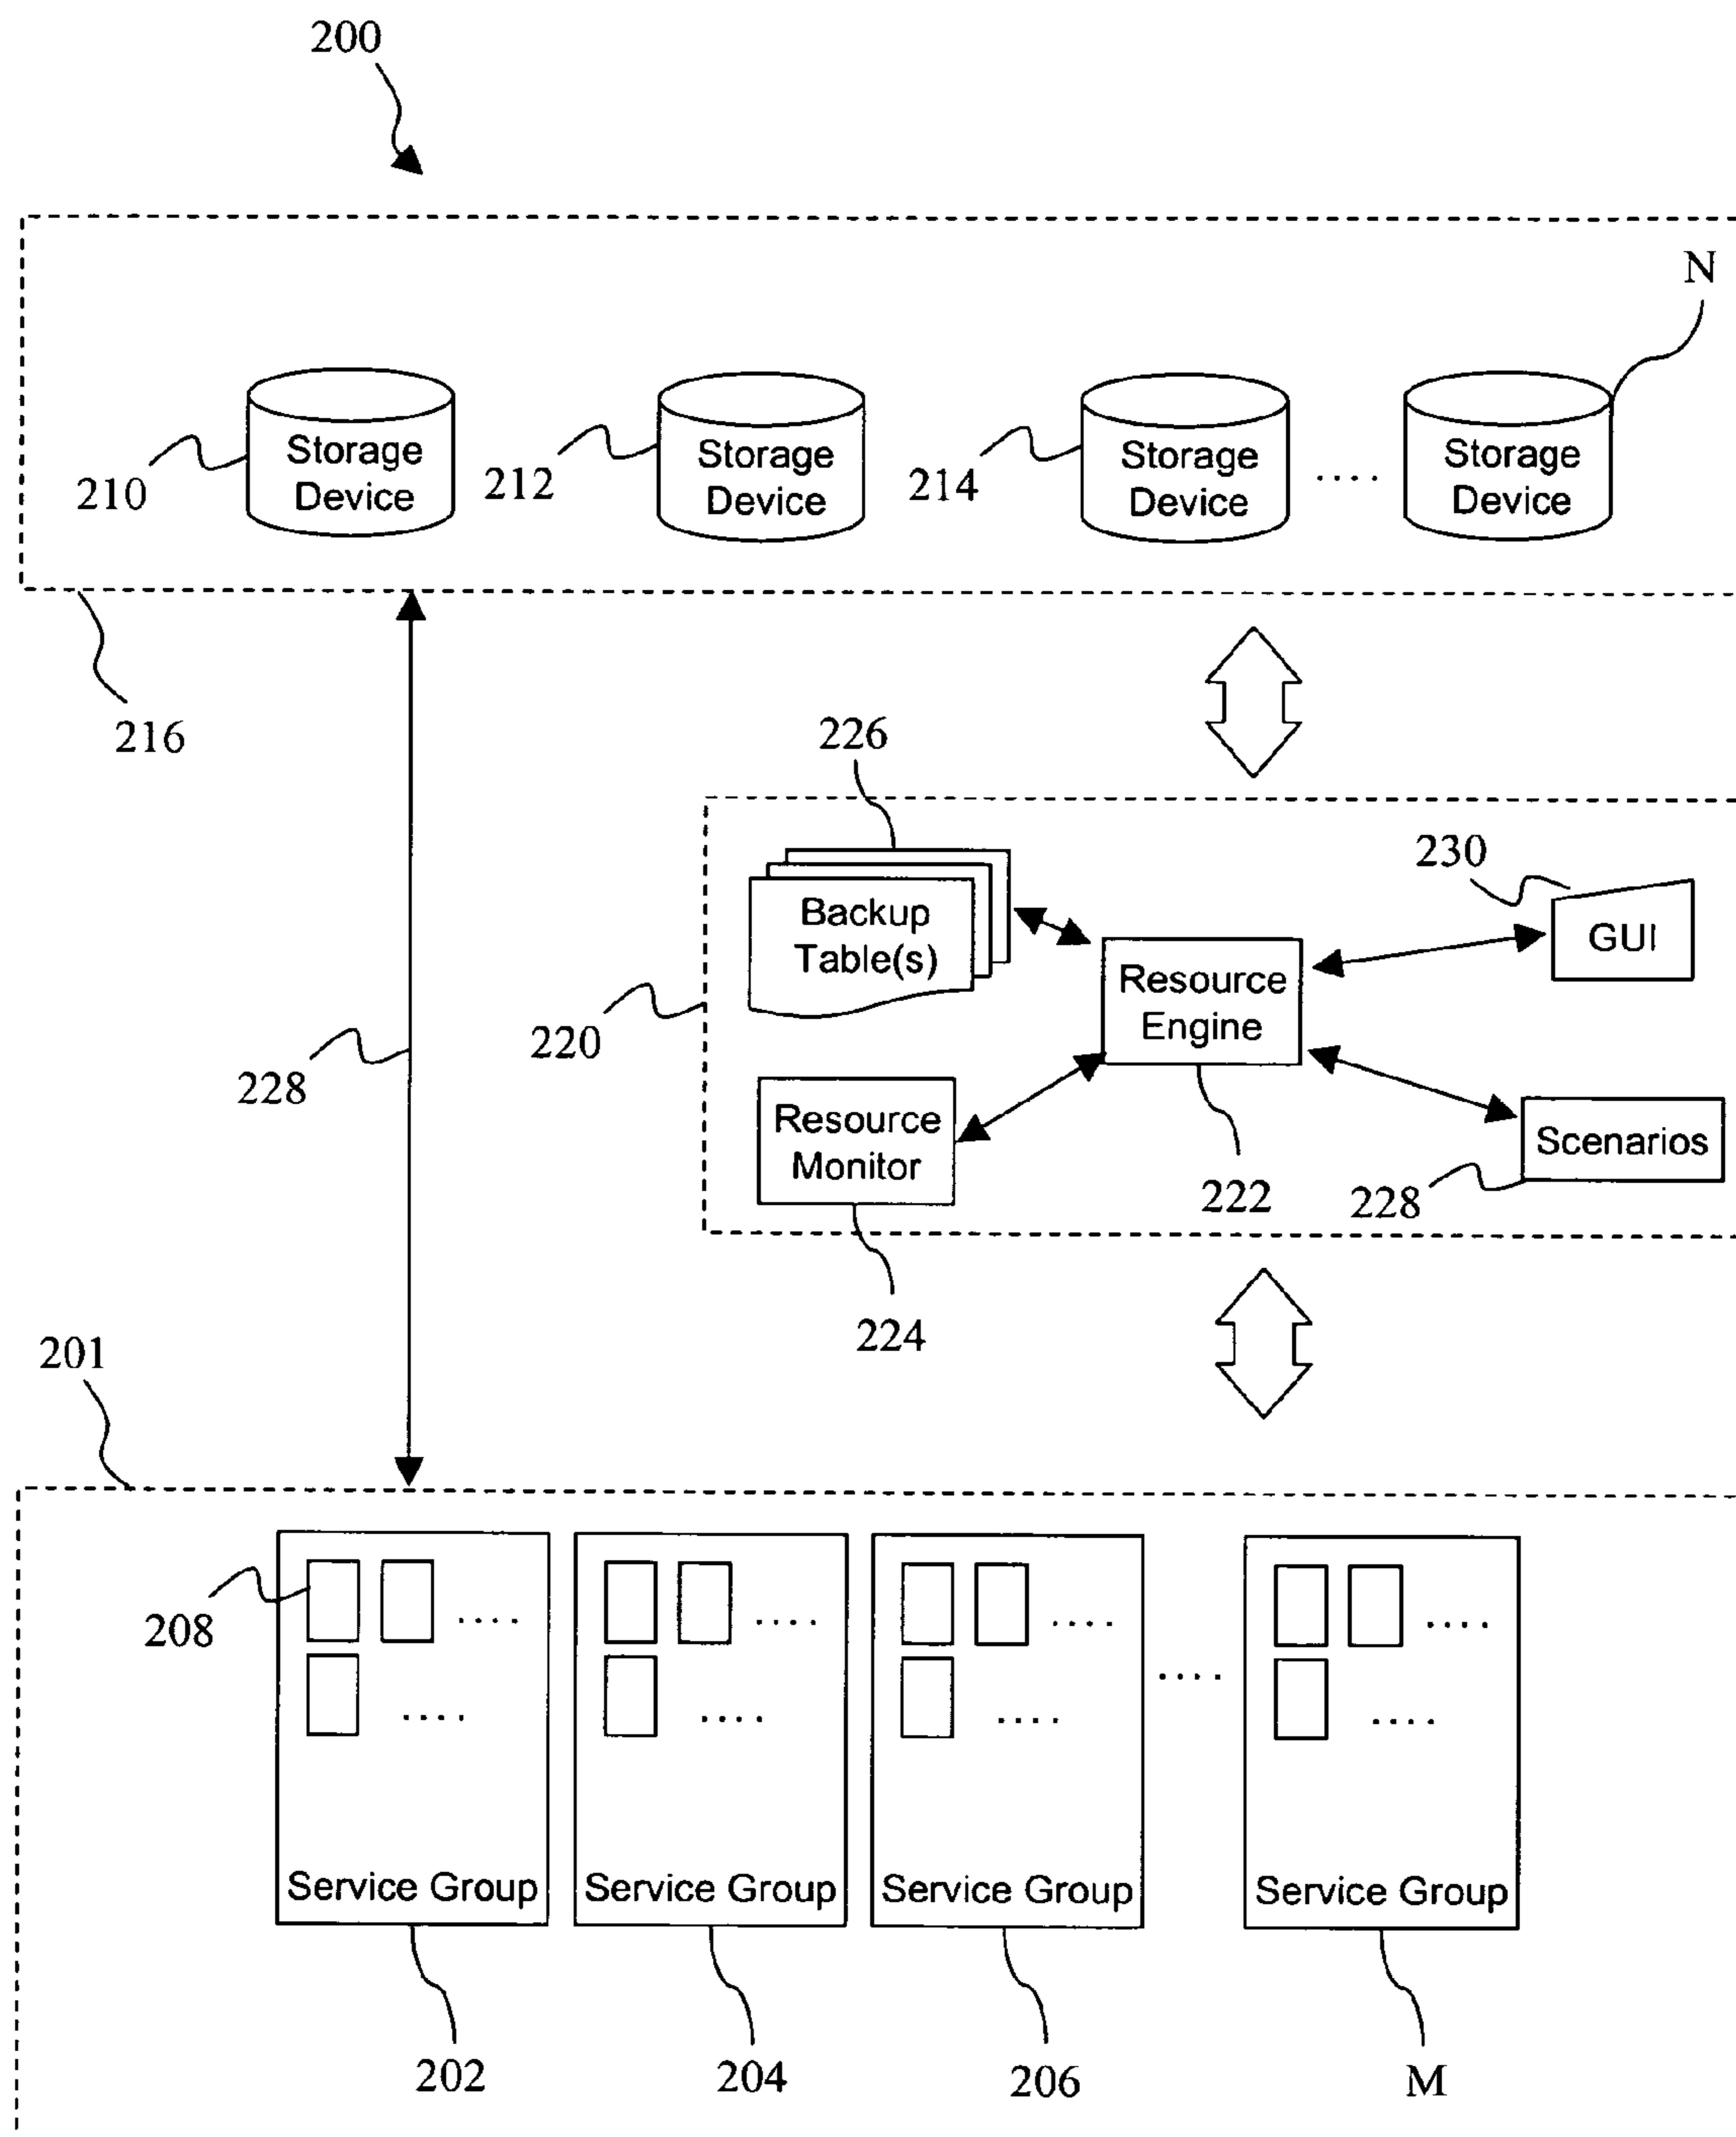 200
N
Storage
Device
Storage
Device
Storage
Device
....
Storage
Device
210
212
214
216
226
230
Backup
Table(s)
GUI
Resource
Engine
220
228
Resource
Monitor
Scenarios
222
228
224
201
208
....
....
....
....
....
....
....
....
....
Service Group
Service Group
Service Group
Service Group
202
204
206
M